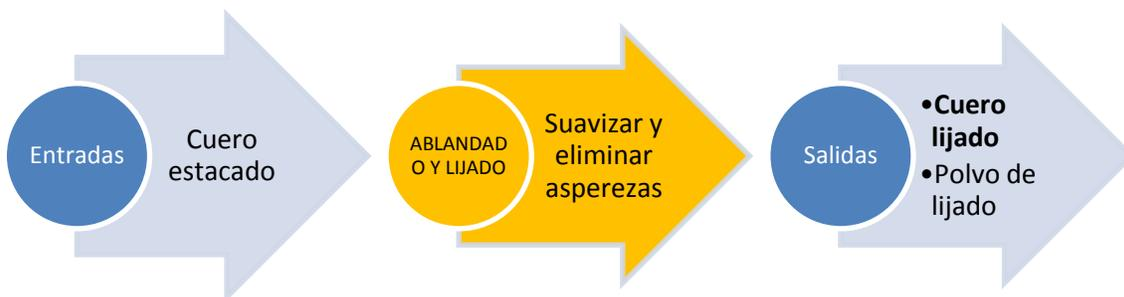 Entradas
Cuero
estacado
ABLANDAD
O Y LIJADO
Suavizar y
eliminar
asperezas
Salidas
•Cuero
lijado
•Polvo de
lijado